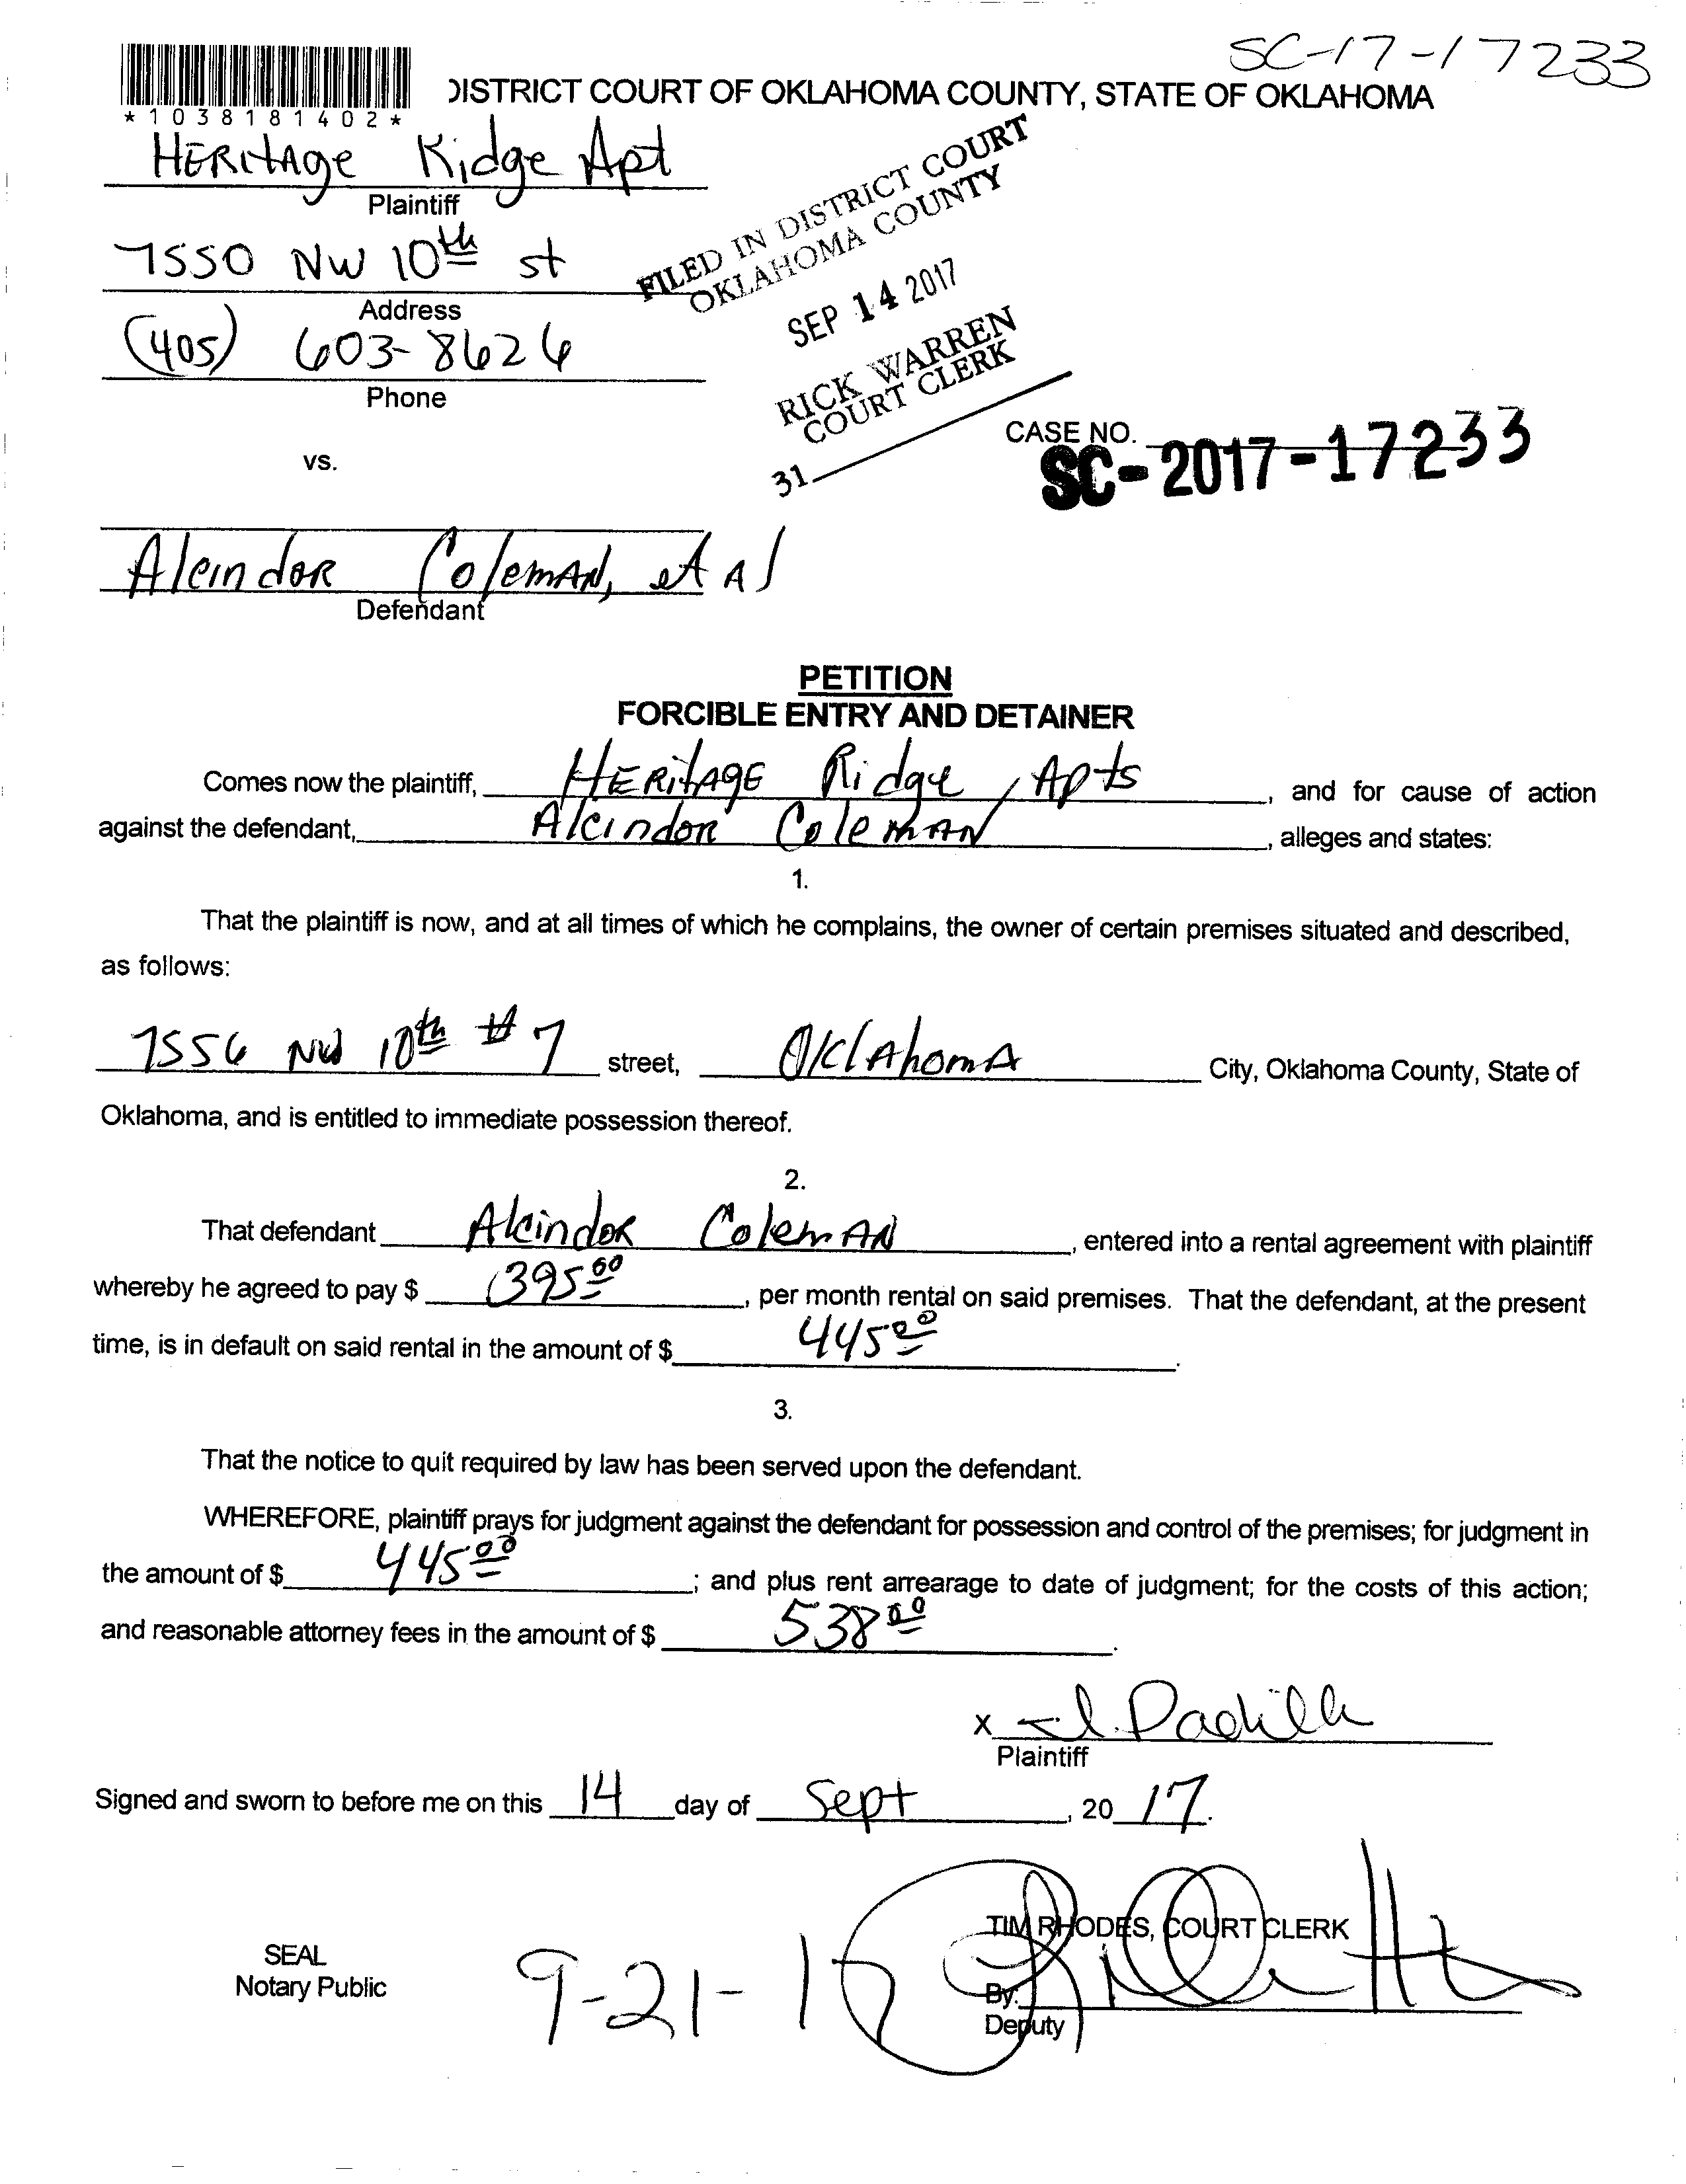 SC-17-17233
DISTRICT COURT OF OKLAHOMA COUNTY, STATE OF OKLAHOMA
*1038181402*
HERitAge Ridge Apt
Plaintiff
7550 NW 10th st
Address
(405) 603-8626
Phone
FILED IN DISTRICT COURT
OKLAHOMA COUNTY
SEP 14 2017
RICK WARREN
COURT CLERK
31
CASE NO.
SC-2017-17233
vs.
Alcindor Coleman, et Al
Defendant
PETITION
FORCIBLE ENTRY AND DETAINER
Comes now the plaintiff, HERitAGE Ridge, Apts, and for cause of action
against the defendant, Alcindor Coleman, alleges and states:
1.
That the plaintiff is now, and at all times of which he complains, the owner of certain premises situated and described,
as follows:
7556 NW 10th #7 street, OklAhomA City, Oklahoma County, State of
Oklahoma, and is entitled to immediate possession thereof.
2.
That defendant Alcindor Coleman, entered into a rental agreement with plaintiff
whereby he agreed to pay $ 395 00, per month rental on said premises. That the defendant, at the present
time, is in default on said rental in the amount of $ 445 00.
3.
That the notice to quit required by law has been served upon the defendant.
WHEREFORE, plaintiff prays for judgment against the defendant for possession and control of the premises; for judgment in
the amount of $ 445 00; and plus rent arrearage to date of judgment; for the costs of this action;
and reasonable attorney fees in the amount of $ 538 00.
x Padilla
Plaintiff
Signed and sworn to before me on this 14 day of Sept, 20 17.
TIM RHODES, COURT CLERK
SEAL
Notary Public
9-21-17
By:
Deputy